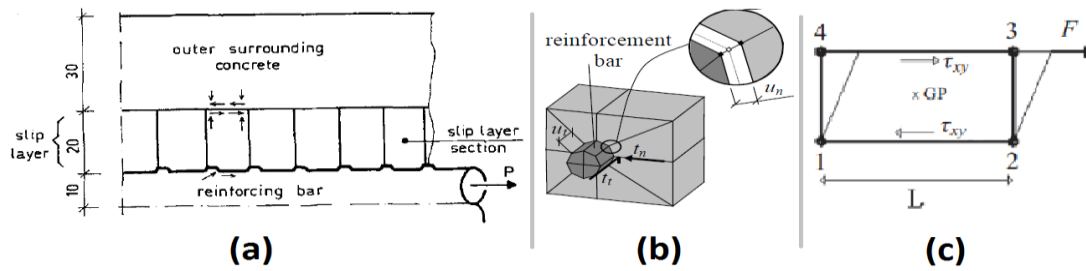 outer surrounding
concrete
30
slip
layer
20
slip layer
section
10
reinforcing bar
P
(a)
reinforcement
bar
u_n
u_t
t_n
t_t
(b)
4
3
F
τ_xy
× GP
τ_xy
1
2
L
(c)